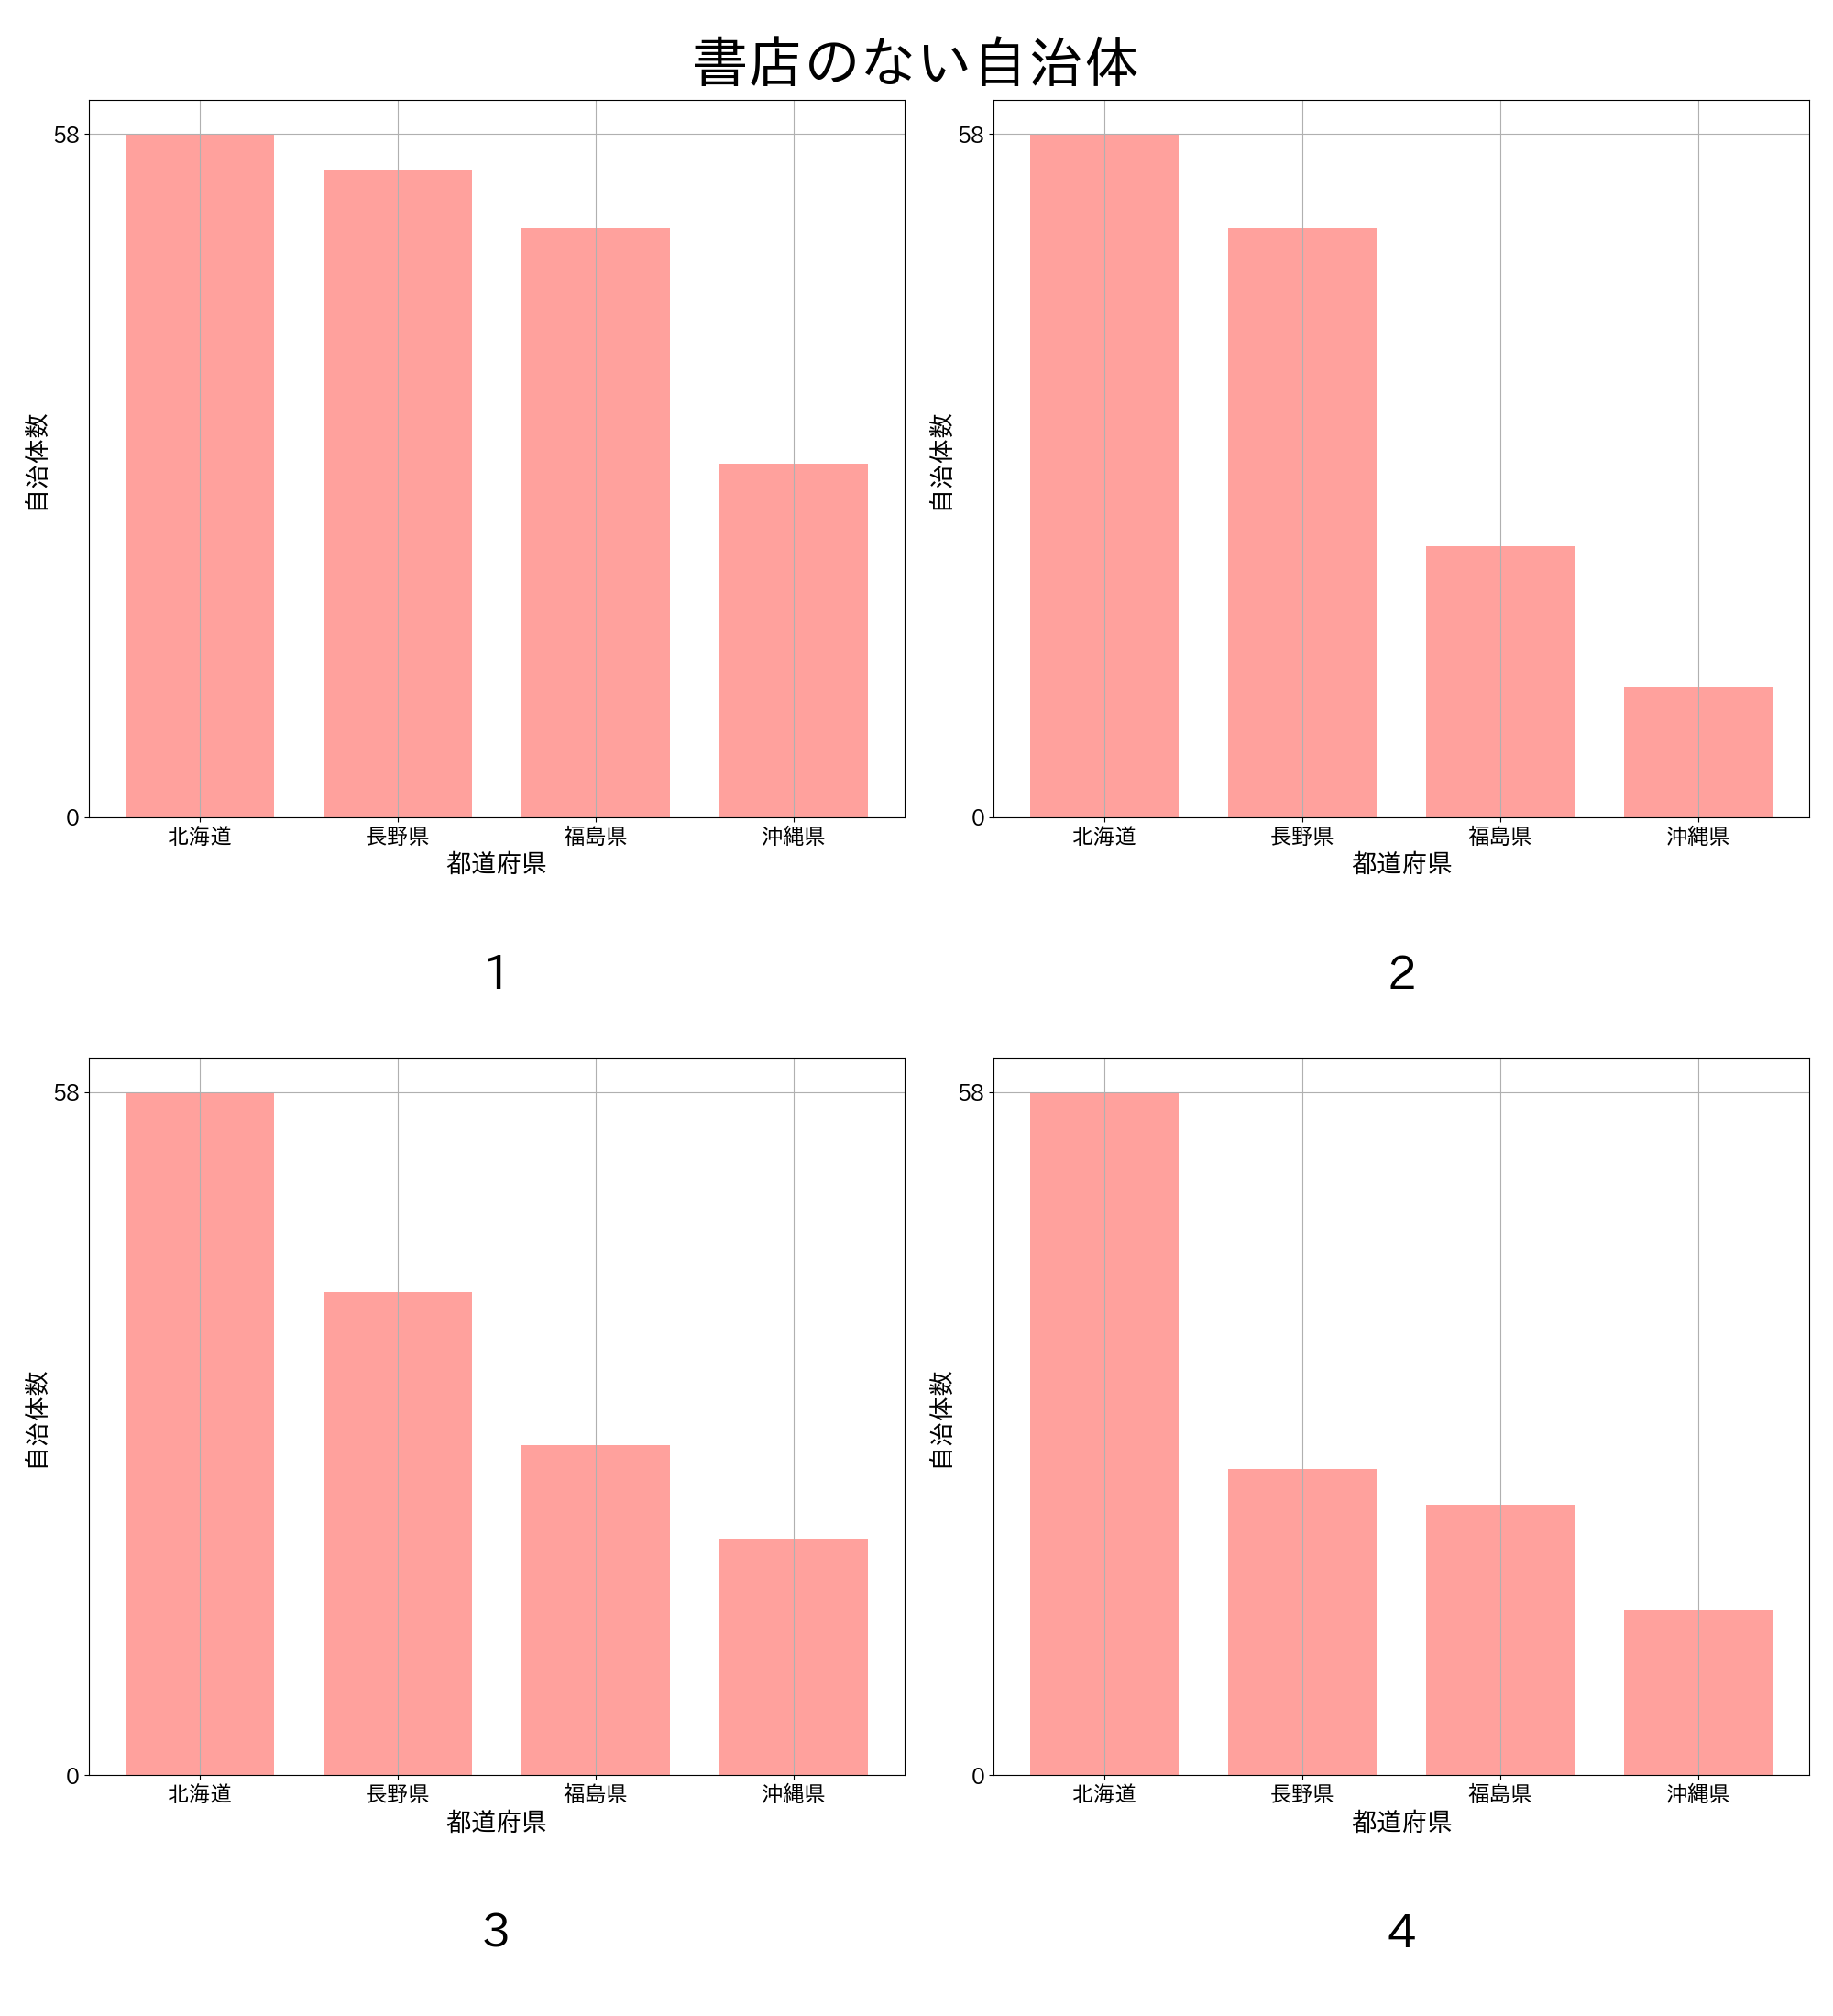 書店のない自治体
58
0
自治体数
北海道 長野県 福島県 沖縄県
都道府県
1
58
0
自治体数
北海道 長野県 福島県 沖縄県
都道府県
2
58
0
自治体数
北海道 長野県 福島県 沖縄県
都道府県
3
58
0
自治体数
北海道 長野県 福島県 沖縄県
都道府県
4